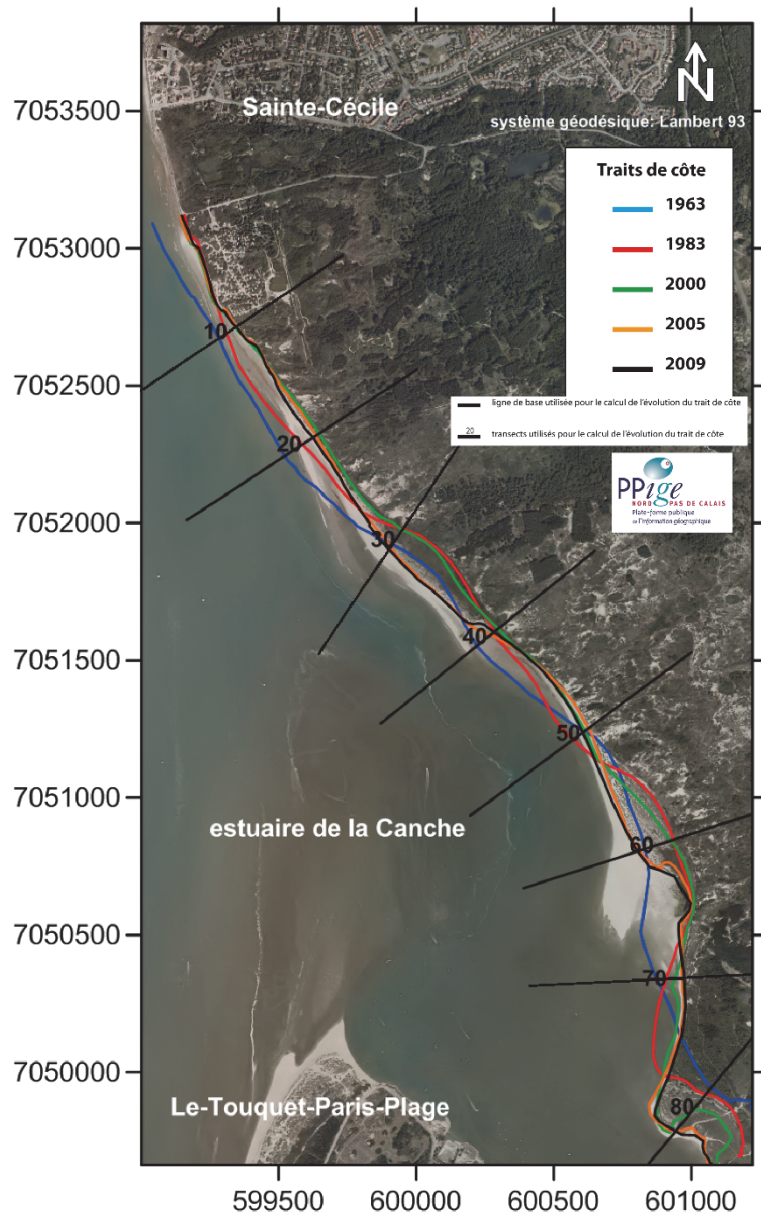 7053500
7053000
7052500
7052000
7051500
7051000
7050500
7050000
Sainte-Cécile
N
système géodésique: Lambert 93
Traits de côte
1963
1983
2000
2005
2009
ligne de base utilisée pour le calcul de l'évolution du trait de côte
20
transects utilisés pour le calcul de l'évolution du trait de côte
PPige
NORD PAS DE CALAIS
Plate-forme publique
de l'information géographique
10
20
30
40
50
estuaire de la Canche
60
70
Le-Touquet-Paris-Plage
80
599500 600000 600500 601000